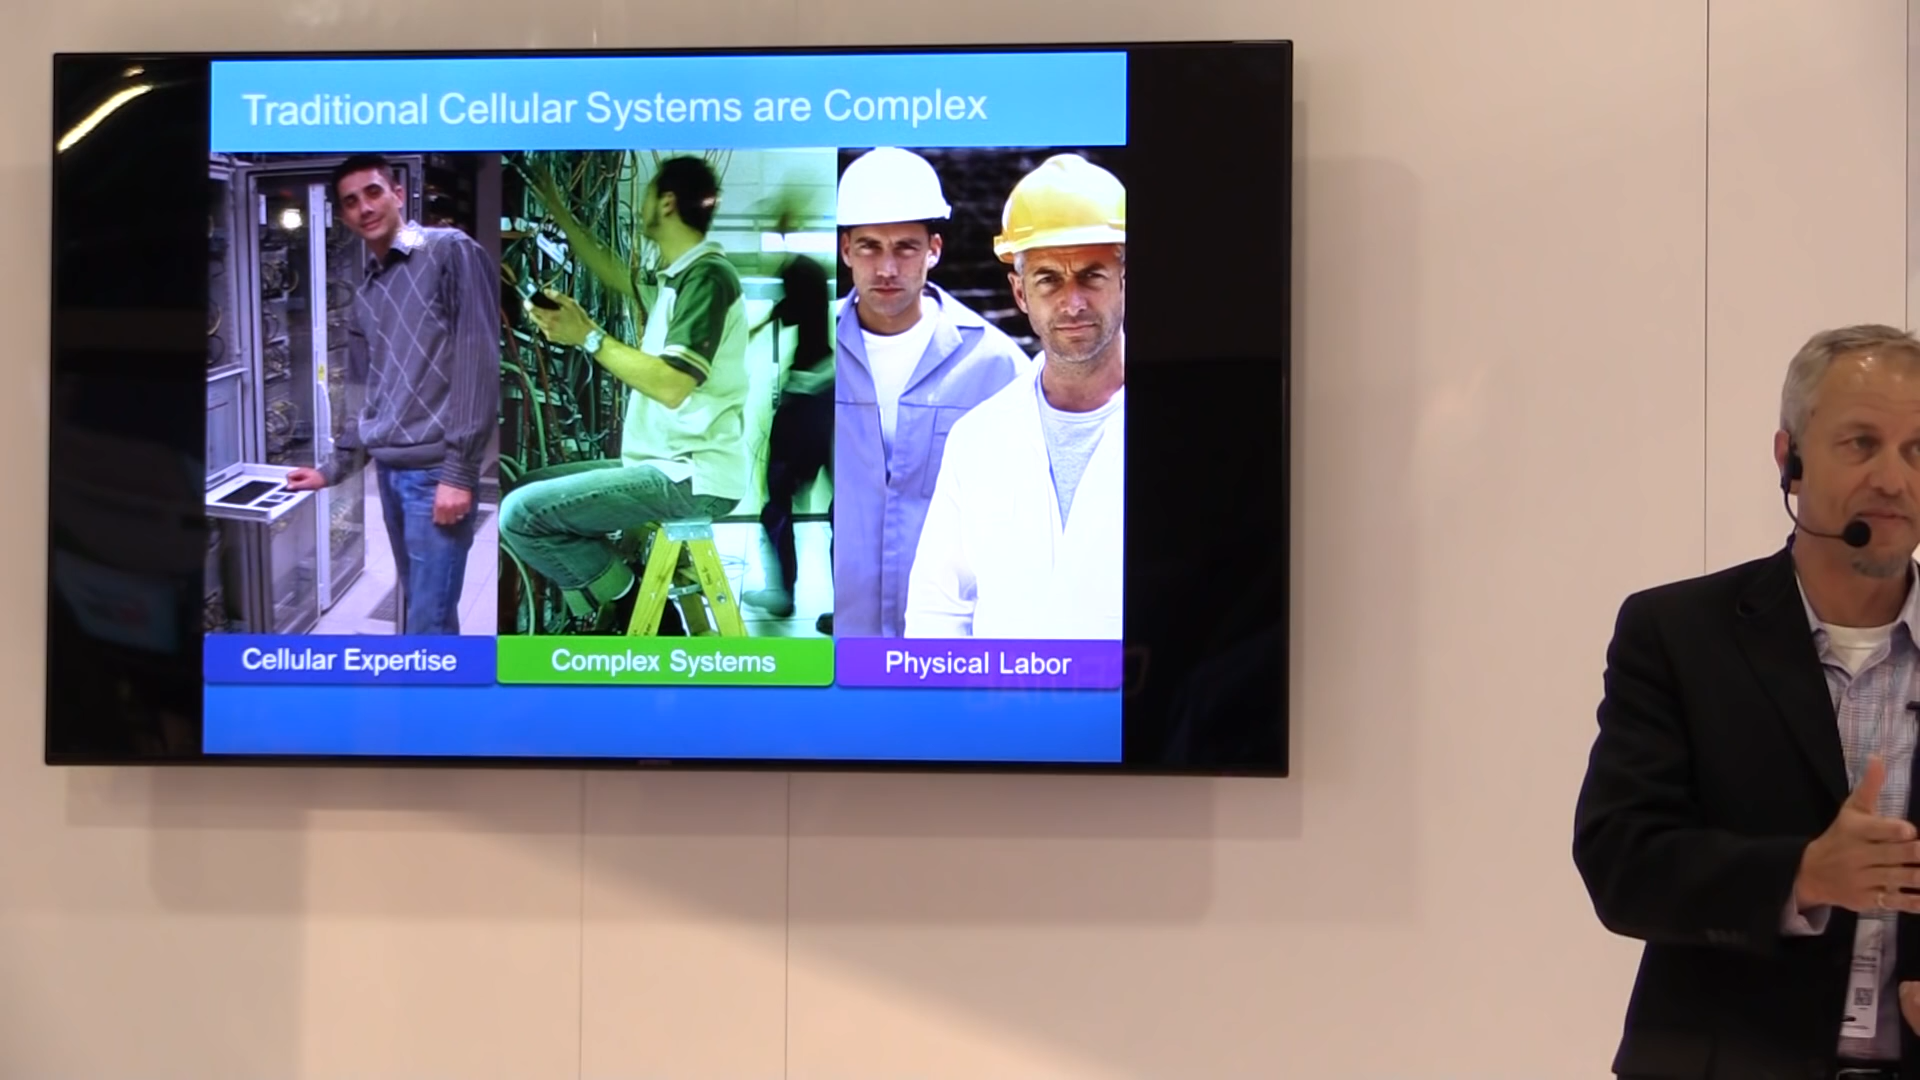 Traditional Cellular Systems are Complex
Cellular Expertise
Complex Systems
Physical Labor